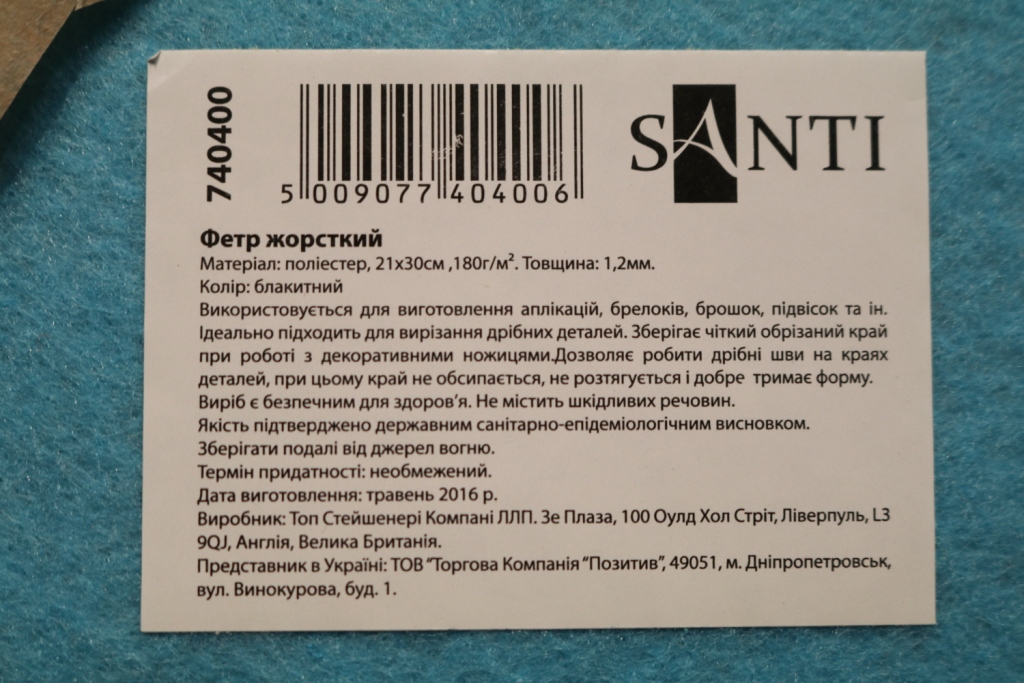 740400
5 009077 404006
SANTI
Фетр жорсткий
Матеріал: поліестер, 21х30см ,180г/м². Товщина: 1,2мм.
Колір: блакитний
Використовується для виготовлення аплікацій, брелоків, брошок, підвісок та ін.
Ідеально підходить для вирізання дрібних деталей. Зберігає чіткий обрізаний край
при роботі з декоративними ножицями.Дозволяє робити дрібні шви на краях
деталей, при цьому край не обсипається, не розтягується і добре тримає форму.
Виріб є безпечним для здоров'я. Не містить шкідливих речовин.
Якість підтверджено державним санітарно-епідеміологічним висновком.
Зберігати подалі від джерел вогню.
Термін придатності: необмежений.
Дата виготовлення: травень 2016 р.
Виробник: Топ Стейшенері Компані ЛЛП. Зе Плаза, 100 Оулд Хол Стріт, Ліверпуль, L3
9QJ, Англія, Велика Британія.
Представник в Україні: ТОВ "Торгова Компанія "Позитив", 49051, м. Дніпропетровськ,
вул. Винокурова, буд. 1.